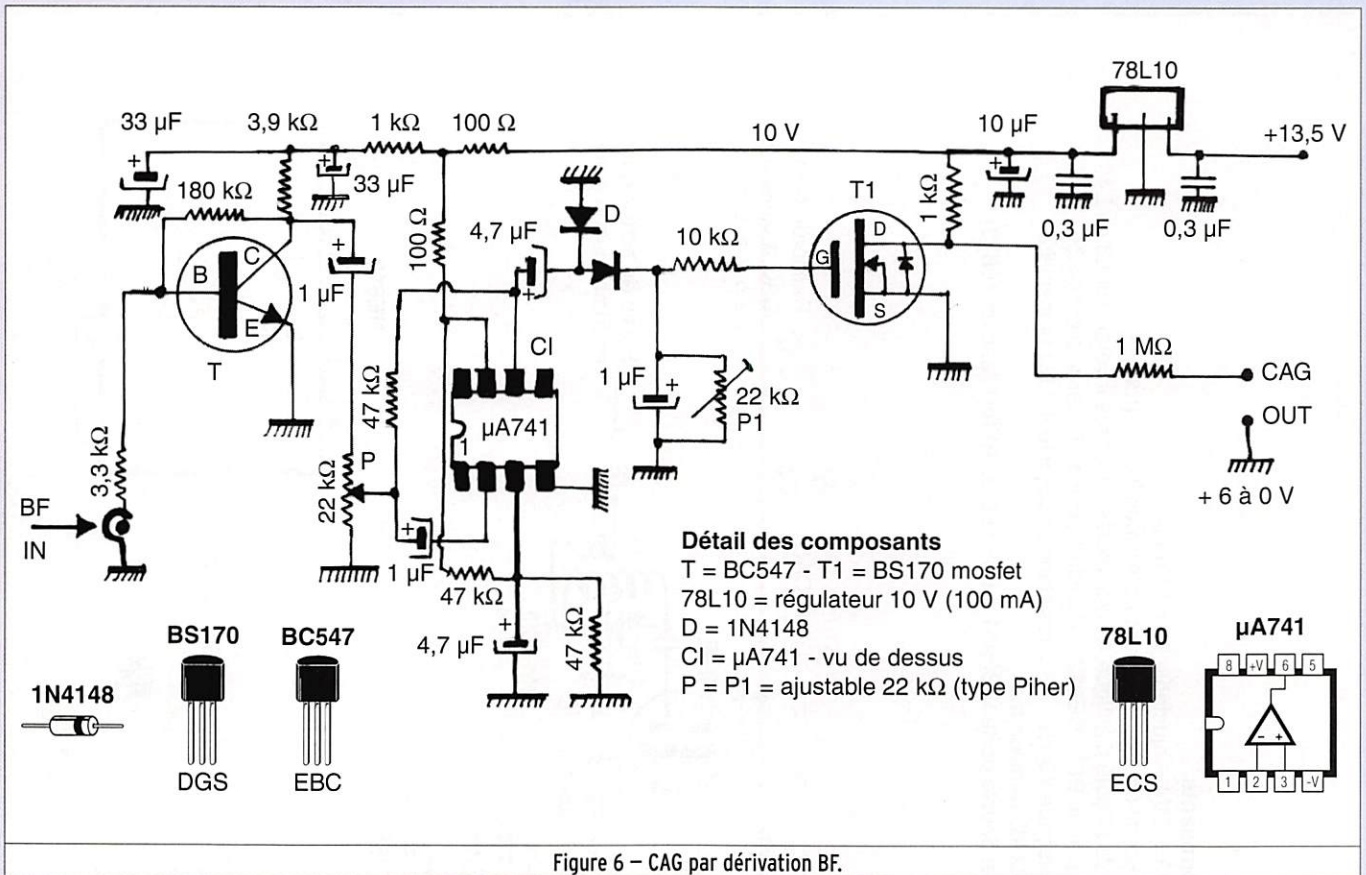 78L10
33 µF
3,9 kΩ
1 kΩ
100 Ω
10 V
10 µF
+13,5 V
+
180 kΩ
+
33 µF
100 Ω
4,7 µF
D
T1
1 kΩ
+
0,3 µF
0,3 µF
B
C
E
T
+
1 µF
+
10 kΩ
G
D
S
CI
47 kΩ
µA741
1
1 µF
+
22 kΩ
P1
1 MΩ
CAG
OUT
+ 6 à 0 V
3,3 kΩ
P
22 kΩ
BF
IN
+
1 µF
47 kΩ
+
4,7 µF
47 kΩ
Détail des composants
T = BC547 - T1 = BS170 mosfet
78L10 = régulateur 10 V (100 mA)
D = 1N4148
CI = µA741 - vu de dessus
P = P1 = ajustable 22 kΩ (type Piher)
1N4148
BS170
DGS
BC547
EBC
78L10
ECS
µA741
8 +V 6 5
- +
1 2 3 -V
Figure 6 – CAG par dérivation BF.